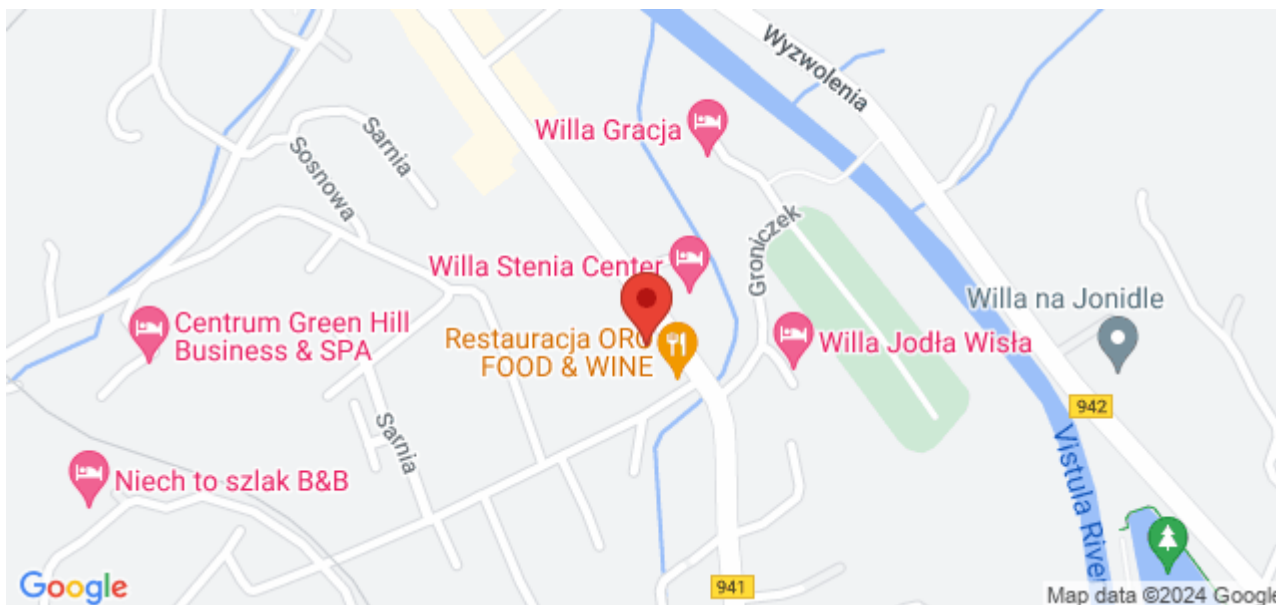 Wyzwolenia
Willa Gracja
Sarnia
Sosnowa
Groniczek
Willa Stenia Center
Willa na Jonidle
Centrum Green Hill
Business & SPA
Restauracja ORO
FOOD & WINE
Willa Jodła Wisła
942
Sarnia
Vistula River
Niech to szlak B&B
941
Google
Map data ©2024 Google